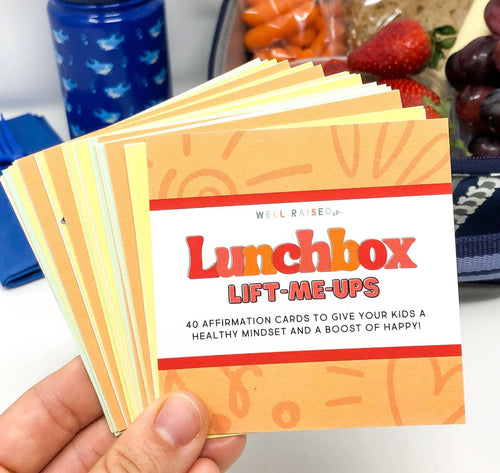 WELL RAISED co.
Lunchbox
LIFT-ME-UPS
40 AFFIRMATION CARDS TO GIVE YOUR KIDS A
HEALTHY MINDSET AND A BOOST OF HAPPY!